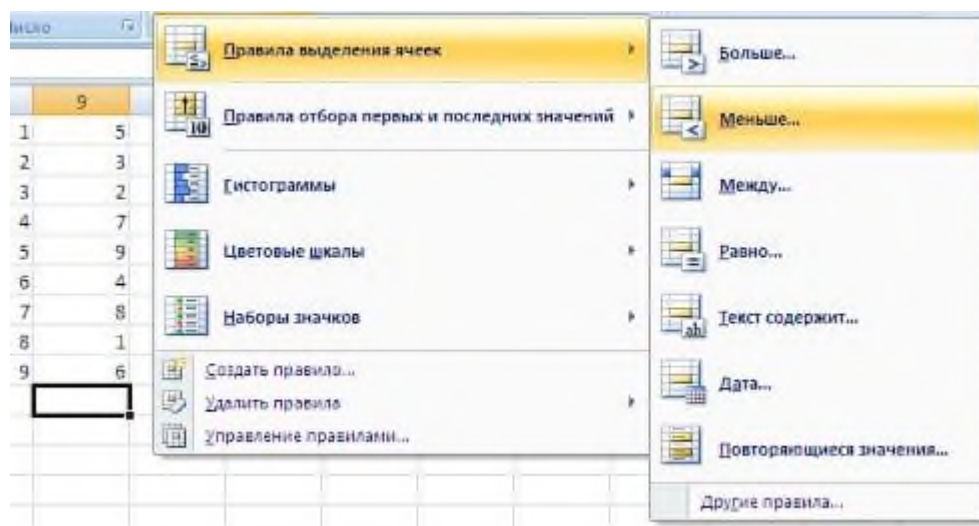 Число
Правила выделения ячеек
Правила отбора первых и последних значений
Гистограммы
Цветовые шкалы
Наборы значков
Создать правило...
Удалить правила
Управление правилами...
Больше...
Меньше...
Между...
Равно...
Текст содержит...
Дата...
Повторяющиеся значения...
Другие правила...
9
1 5
2 3
3 2
4 7
5 9
6 4
7 8
8 1
9 6